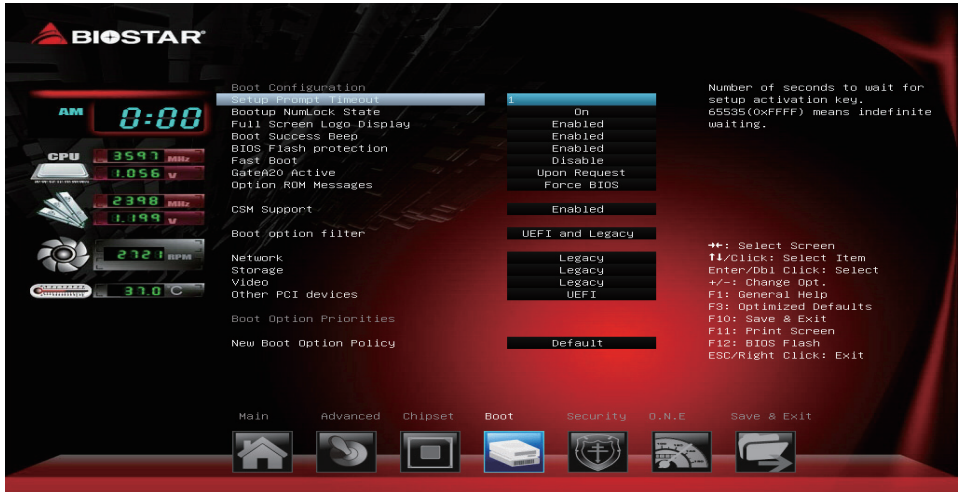 BIOSTAR
AM 0:00
CPU 3597 MHz
1.056 V
2398 MHz
1.199 V
2721 RPM
37.0 C
Boot Configuration
Setup Prompt Timeout 1
Bootup NumLock State On
Full Screen Logo Display Enabled
Boot Success Beep Enabled
BIOS Flash protection Enabled
Fast Boot Disable
GateA20 Active Upon Request
Option ROM Messages Force BIOS
CSM Support Enabled
Boot option filter UEFI and Legacy
Network Legacy
Storage Legacy
Video Legacy
Other PCI devices UEFI
Boot Option Priorities
New Boot Option Policy Default
Number of seconds to wait for
setup activation key.
65535(0xFFFF) means indefinite
waiting.
→←: Select Screen
↑↓/Click: Select Item
Enter/Dbl Click: Select
+/-: Change Opt.
F1: General Help
F3: Optimized Defaults
F10: Save & Exit
F11: Print Screen
F12: BIOS Flash
ESC/Right Click: Exit
Main Advanced Chipset Boot Security O.N.E Save & Exit